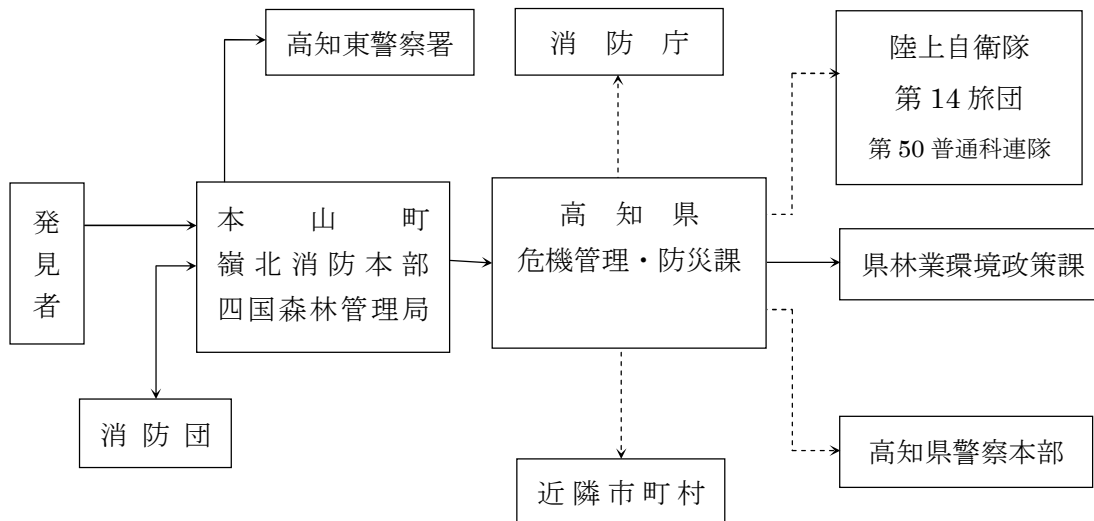 高知東警察署
消防庁
陸上自衛隊
第 14 旅団
第 50 普通科連隊
発見者
本山町
嶺北消防本部
四国森林管理局
高知県
危機管理・防災課
県林業環境政策課
消防団
近隣市町村
高知県警察本部